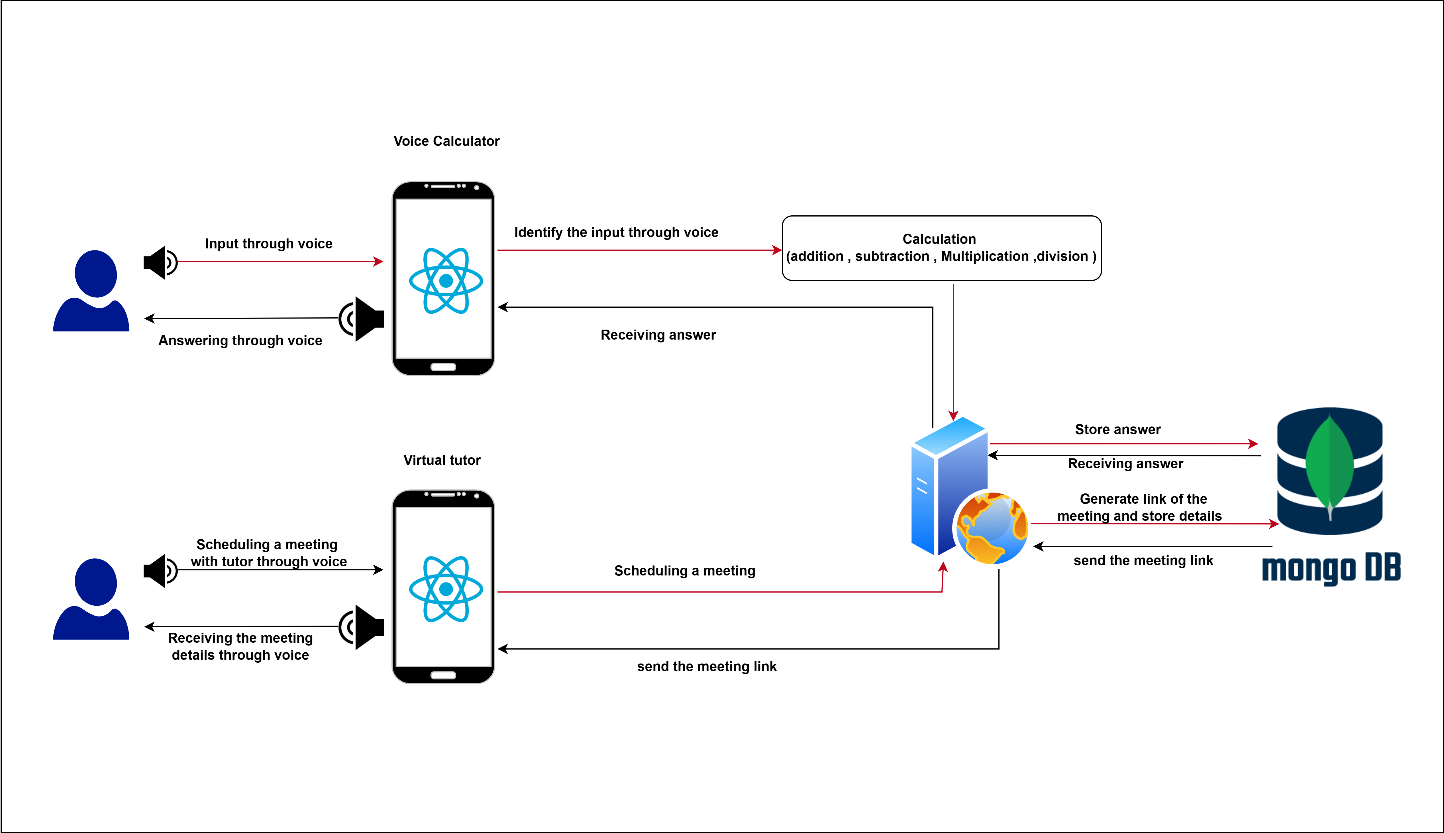 Voice Calculator
Input through voice
Identify the input through voice
Calculation
(addition , subtraction , Multiplication ,division )
Answering through voice
Receiving answer
Store answer
Receiving answer
Virtual tutor
Generate link of the
meeting and store details
Scheduling a meeting
with tutor through voice
Scheduling a meeting
send the meeting link
mongo DB
Receiving the meeting
details through voice
send the meeting link